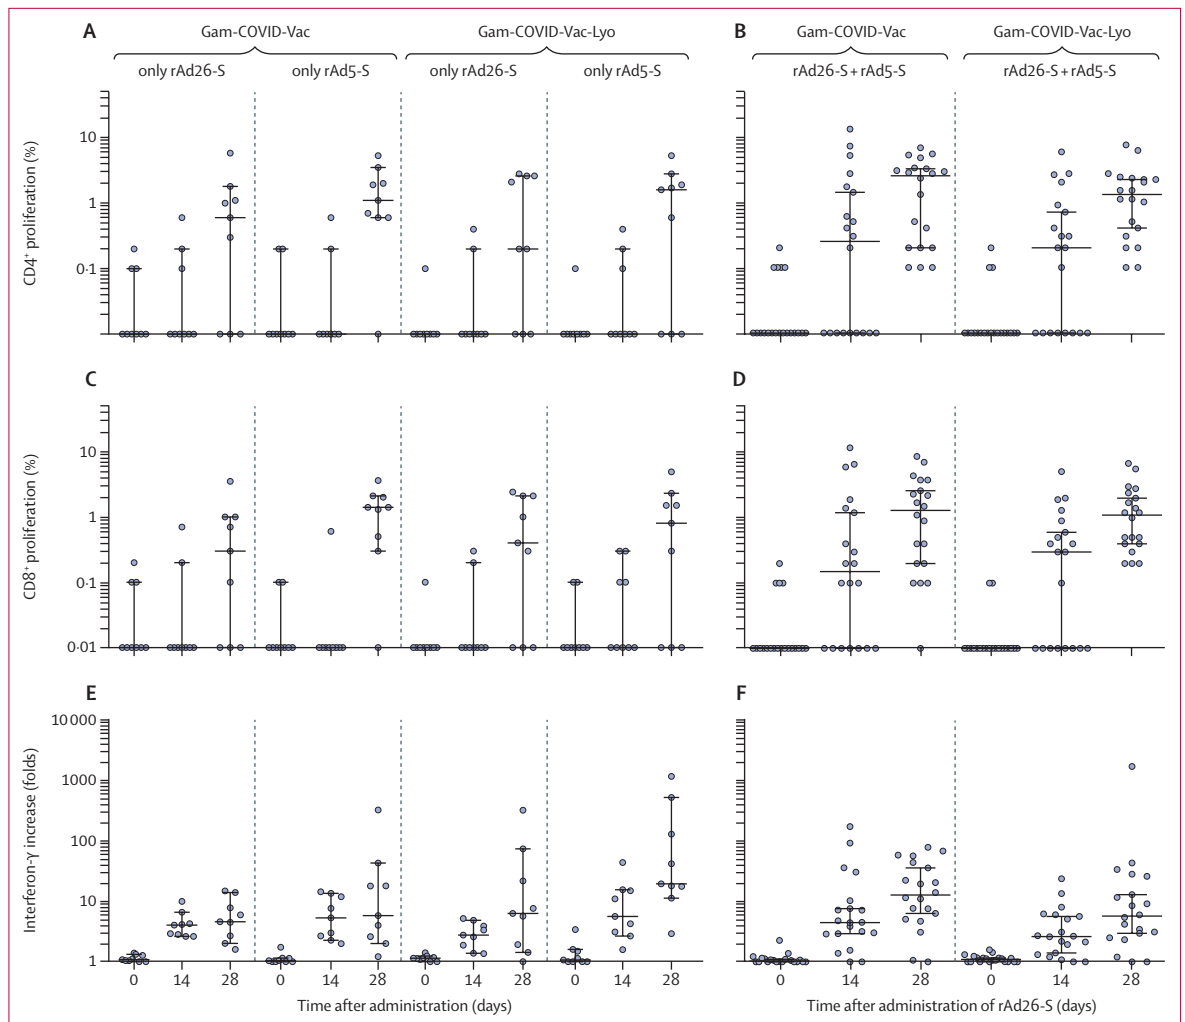 A
Gam-COVID-Vac
Gam-COVID-Vac-Lyo
only rAd26-S
only rAd5-S
only rAd26-S
only rAd5-S
B
Gam-COVID-Vac
Gam-COVID-Vac-Lyo
rAd26-S + rAd5-S
rAd26-S + rAd5-S
CD4⁺ proliferation (%)
10
1
0·1
C
D
CD8⁺ proliferation (%)
10
1
0·1
0·01
E
F
Interferon-γ increase (folds)
10 000
1000
100
10
1
0 14 28 0 14 28 0 14 28 0 14 28
0 14 28 0 14 28
Time after administration (days)
Time after administration of rAd26-S (days)